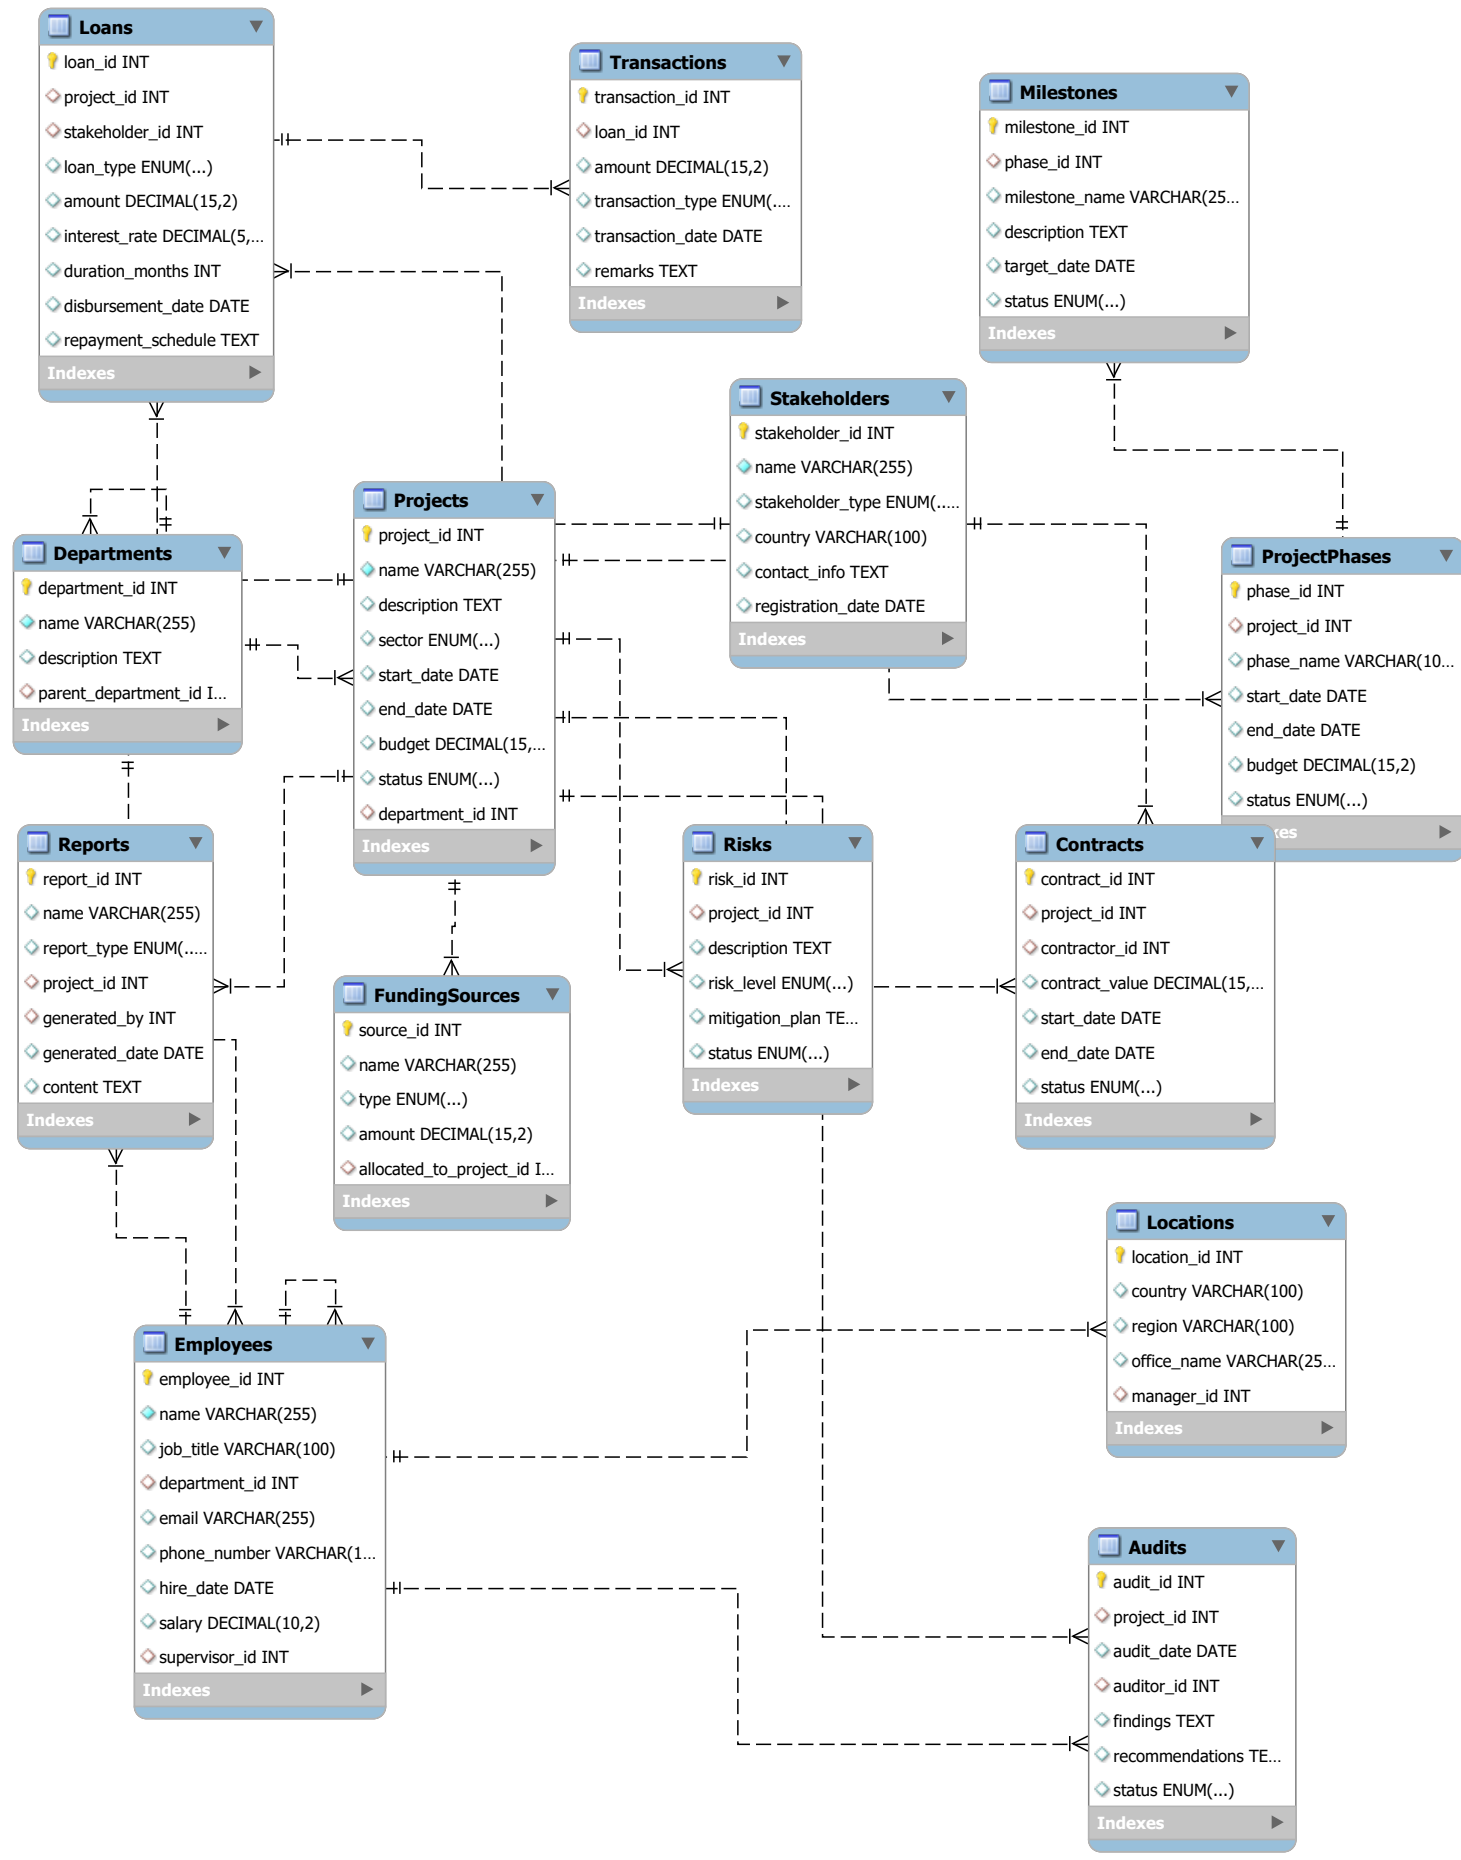 Loans
loan_id INT
project_id INT
stakeholder_id INT
loan_type ENUM(...)
amount DECIMAL(15,2)
interest_rate DECIMAL(5,...
duration_months INT
disbursement_date DATE
repayment_schedule TEXT
Indexes
Transactions
transaction_id INT
loan_id INT
amount DECIMAL(15,2)
transaction_type ENUM(....
transaction_date DATE
remarks TEXT
Indexes
Milestones
milestone_id INT
phase_id INT
milestone_name VARCHAR(25...
description TEXT
target_date DATE
status ENUM(...)
Indexes
Stakeholders
stakeholder_id INT
name VARCHAR(255)
stakeholder_type ENUM(.....
country VARCHAR(100)
contact_info TEXT
registration_date DATE
Indexes
Projects
project_id INT
name VARCHAR(255)
description TEXT
sector ENUM(...)
start_date DATE
end_date DATE
budget DECIMAL(15,...
status ENUM(...)
department_id INT
Indexes
Departments
department_id INT
name VARCHAR(255)
description TEXT
parent_department_id I...
Indexes
ProjectPhases
phase_id INT
project_id INT
phase_name VARCHAR(10...
start_date DATE
end_date DATE
budget DECIMAL(15,2)
status ENUM(...)
xes
Reports
report_id INT
name VARCHAR(255)
report_type ENUM(.....
project_id INT
generated_by INT
generated_date DATE
content TEXT
Indexes
Risks
risk_id INT
project_id INT
description TEXT
risk_level ENUM(...)
mitigation_plan TE...
status ENUM(...)
Indexes
Contracts
contract_id INT
project_id INT
contractor_id INT
contract_value DECIMAL(15,...
start_date DATE
end_date DATE
status ENUM(...)
Indexes
FundingSources
source_id INT
name VARCHAR(255)
type ENUM(...)
amount DECIMAL(15,2)
allocated_to_project_id I...
Indexes
Locations
location_id INT
country VARCHAR(100)
region VARCHAR(100)
office_name VARCHAR(25...
manager_id INT
Indexes
Employees
employee_id INT
name VARCHAR(255)
job_title VARCHAR(100)
department_id INT
email VARCHAR(255)
phone_number VARCHAR(1...
hire_date DATE
salary DECIMAL(10,2)
supervisor_id INT
Indexes
Audits
audit_id INT
project_id INT
audit_date DATE
auditor_id INT
findings TEXT
recommendations TE...
status ENUM(...)
Indexes